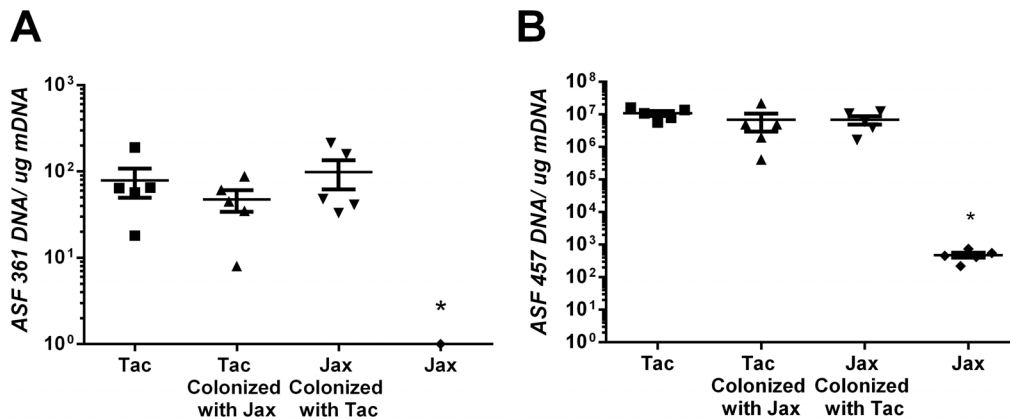 A
ASF 361 DNA/ ug mDNA
10³
10²
10¹
10⁰
*
Tac
Tac
Colonized
with Jax
Jax
Colonized
with Tac
Jax
B
ASF 457 DNA/ ug mDNA
10⁸
10⁷
10⁶
10⁵
10⁴
10³
10²
10¹
10⁰
*
Tac
Tac
Colonized
with Jax
Jax
Colonized
with Tac
Jax